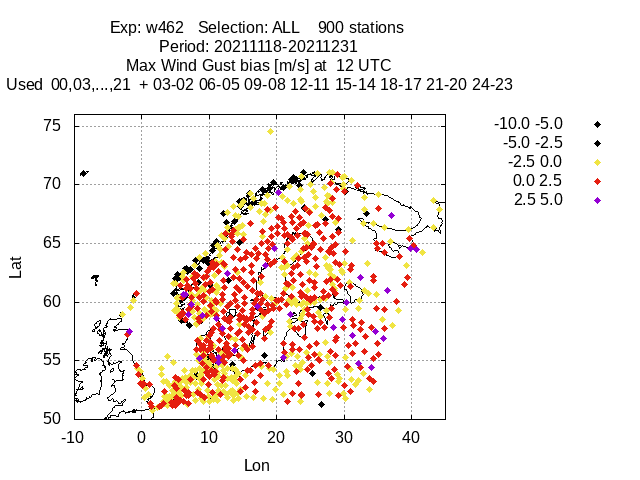 Exp: w462 Selection: ALL 900 stations
Period: 20211118-20211231
Max Wind Gust bias [m/s] at 12 UTC
Used 00,03,...,21 + 03-02 06-05 09-08 12-11 15-14 18-17 21-20 24-23
-10.0 -5.0
-5.0 -2.5
-2.5 0.0
0.0 2.5
2.5 5.0
75
70
65
60
55
50
Lat
-10 0 10 20 30 40
Lon